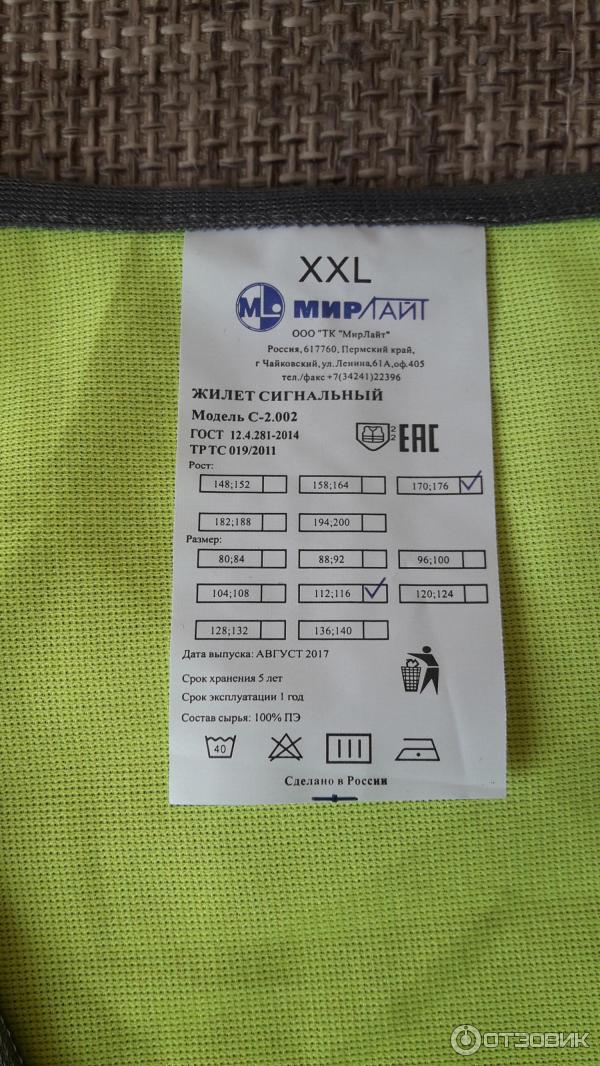 XXL
МИРЛАЙТ
ООО "ТК "МирЛайт"
Россия,617760, Пермский край,
г Чайковский,ул.Ленина,61А,оф.405
тел./факс +7(34241)22396
ЖИЛЕТ СИГНАЛЬНЫЙ
Модель С-2.002
ГОСТ 12.4.281-2014
ТР ТС 019/2011
2
2
EAC
Рост:
148;152 158;164 170;176
182;188 194;200
Размер:
80;84 88;92 96;100
104;108 112;116 120;124
128;132 136;140
Дата выпуска: АВГУСТ 2017
Срок хранения 5 лет
Срок эксплуатации 1 год
Состав сырья: 100% ПЭ
40
Сделано в России
ОТЗОВИК